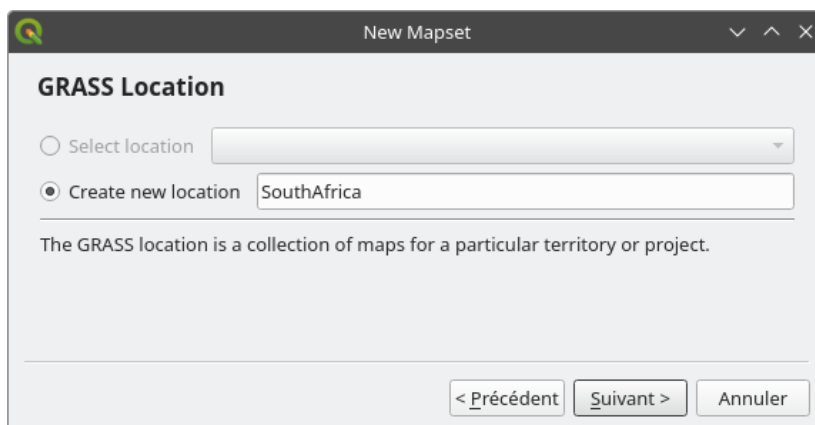 New Mapset
GRASS Location
Select location
Create new location SouthAfrica
The GRASS location is a collection of maps for a particular territory or project.
< Précédent Suivant > Annuler